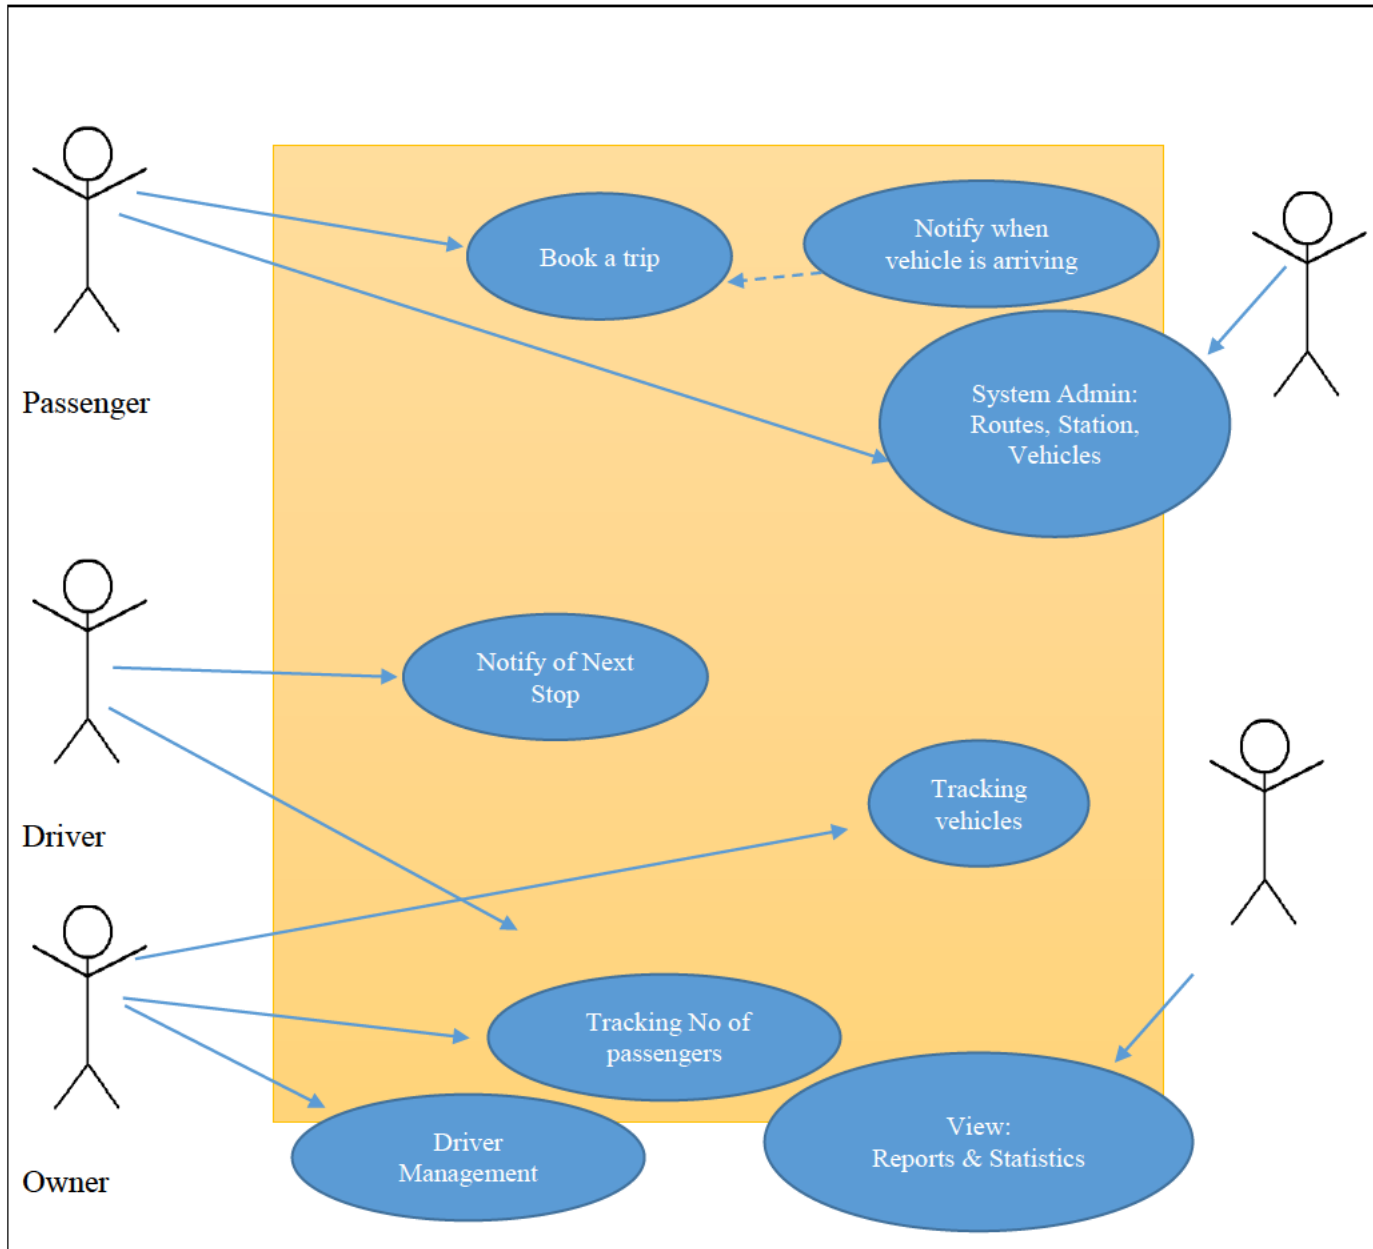 Book a trip
Notify when
vehicle is arriving
Passenger
System Admin:
Routes, Station,
Vehicles
Notify of Next
Stop
Tracking
vehicles
Driver
Tracking No of
passengers
Driver
Management
View:
Reports & Statistics
Owner